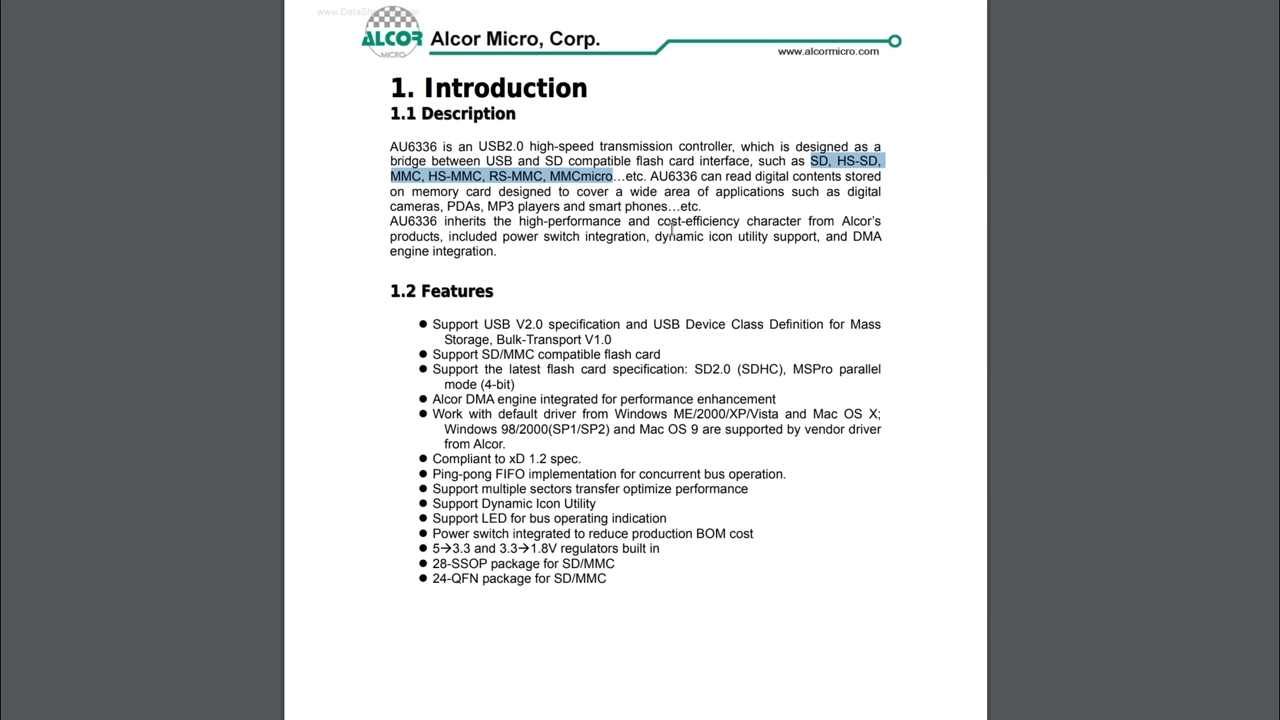 ALCOR
MICRO
Alcor Micro, Corp.
www.alcormicro.com
1. Introduction
1.1 Description
AU6336 is an USB2.0 high-speed transmission controller, which is designed as a
bridge between USB and SD compatible flash card interface, such as SD, HS-SD,
MMC, HS-MMC, RS-MMC, MMCmicro…etc. AU6336 can read digital contents stored
on memory card designed to cover a wide area of applications such as digital
cameras, PDAs, MP3 players and smart phones…etc.
AU6336 inherits the high-performance and cost-efficiency character from Alcor’s
products, included power switch integration, dynamic icon utility support, and DMA
engine integration.
1.2 Features
● Support USB V2.0 specification and USB Device Class Definition for Mass
Storage, Bulk-Transport V1.0
● Support SD/MMC compatible flash card
● Support the latest flash card specification: SD2.0 (SDHC), MSPro parallel
mode (4-bit)
● Alcor DMA engine integrated for performance enhancement
● Work with default driver from Windows ME/2000/XP/Vista and Mac OS X;
Windows 98/2000(SP1/SP2) and Mac OS 9 are supported by vendor driver
from Alcor.
● Compliant to xD 1.2 spec.
● Ping-pong FIFO implementation for concurrent bus operation.
● Support multiple sectors transfer optimize performance
● Support Dynamic Icon Utility
● Support LED for bus operating indication
● Power switch integrated to reduce production BOM cost
● 5→3.3 and 3.3→1.8V regulators built in
● 28-SSOP package for SD/MMC
● 24-QFN package for SD/MMC